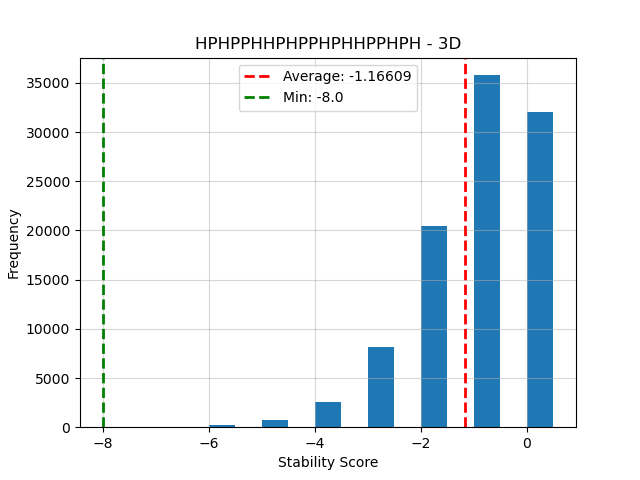 HPHPPHHPHPPHPHHPPHPH - 3D
Average: -1.16609
Min: -8.0
Frequency
35000
30000
25000
20000
15000
10000
5000
0
−8
−6
−4
−2
0
Stability Score